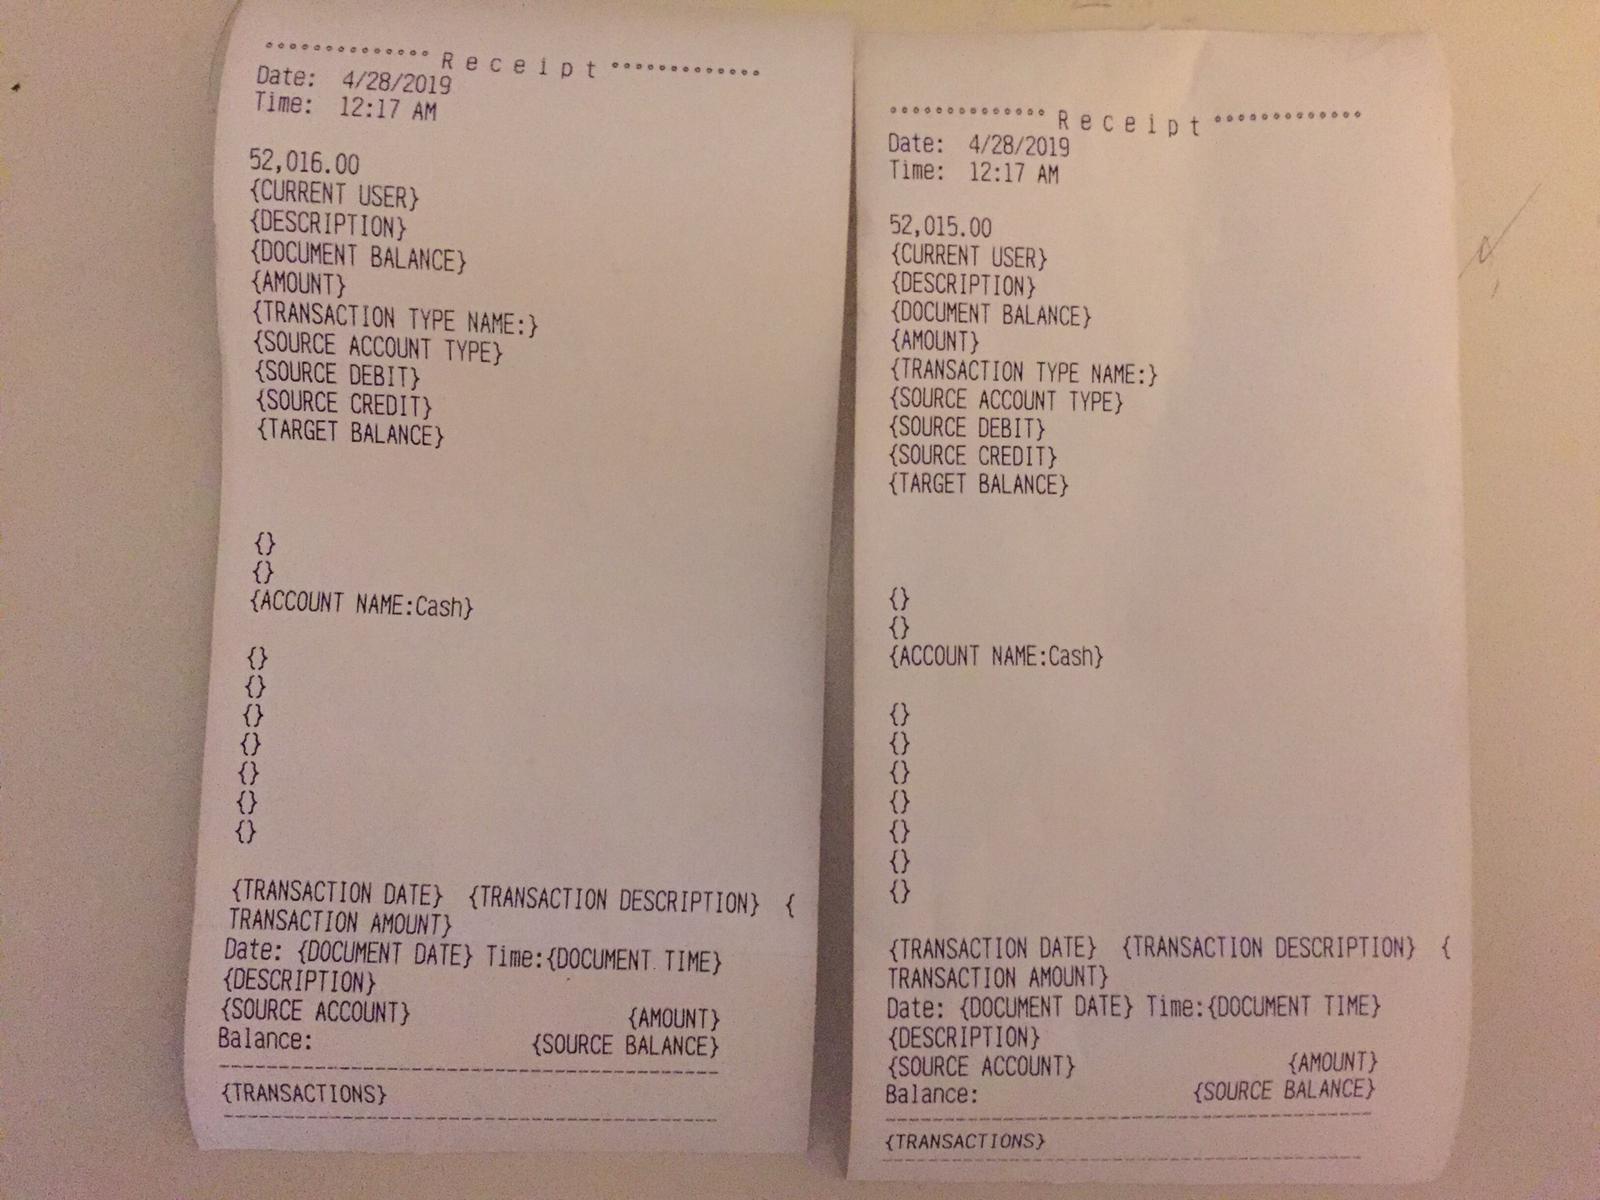 °°°°°°°°°°°°°° R e c e i p t °°°°°°°°°°°°°
Date: 4/28/2019
Time: 12:17 AM
52,016.00
{CURRENT USER}
{DESCRIPTION}
{DOCUMENT BALANCE}
{AMOUNT}
{TRANSACTION TYPE NAME:}
{SOURCE ACCOUNT TYPE}
{SOURCE DEBIT}
{SOURCE CREDIT}
{TARGET BALANCE}
{}
{}
{ACCOUNT NAME:Cash}
{}
{}
{}
{}
{}
{}
{}
{TRANSACTION DATE} {TRANSACTION DESCRIPTION} {
TRANSACTION AMOUNT}
Date: {DOCUMENT DATE} Time:{DOCUMENT TIME}
{DESCRIPTION}
{SOURCE ACCOUNT} {AMOUNT}
Balance: {SOURCE BALANCE}
------------------------------------------
{TRANSACTIONS}
------------------------------------------
°°°°°°°°°°°°°° R e c e i p t °°°°°°°°°°°°°
Date: 4/28/2019
Time: 12:17 AM
52,015.00
{CURRENT USER}
{DESCRIPTION}
{DOCUMENT BALANCE}
{AMOUNT}
{TRANSACTION TYPE NAME:}
{SOURCE ACCOUNT TYPE}
{SOURCE DEBIT}
{SOURCE CREDIT}
{TARGET BALANCE}
{}
{}
{ACCOUNT NAME:Cash}
{}
{}
{}
{}
{}
{}
{}
{TRANSACTION DATE} {TRANSACTION DESCRIPTION} {
TRANSACTION AMOUNT}
Date: {DOCUMENT DATE} Time:{DOCUMENT TIME}
{DESCRIPTION}
{SOURCE ACCOUNT} {AMOUNT}
Balance: {SOURCE BALANCE}
------------------------------------------
{TRANSACTIONS}
------------------------------------------